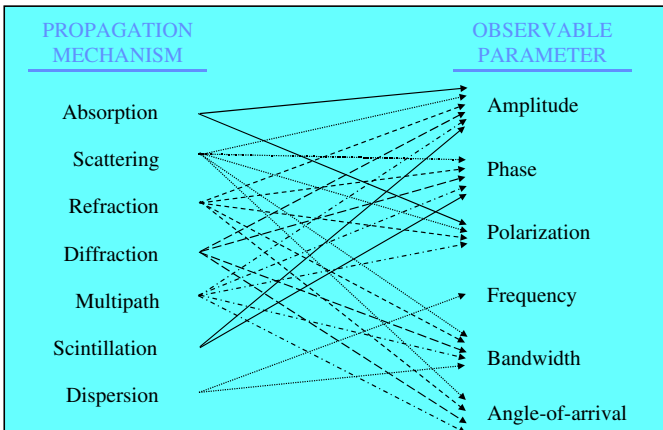 PROPAGATION
MECHANISM
Absorption
Scattering
Refraction
Diffraction
Multipath
Scintillation
Dispersion
OBSERVABLE
PARAMETER
Amplitude
Phase
Polarization
Frequency
Bandwidth
Angle-of-arrival